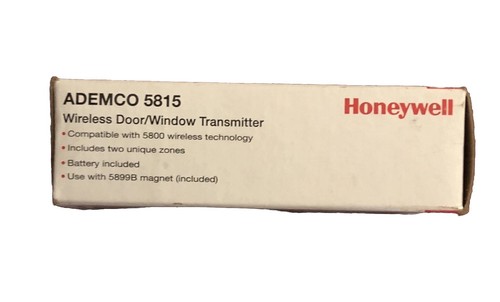 ADEMCO 5815
Honeywell
Wireless Door/Window Transmitter
• Compatible with 5800 wireless technology
• Includes two unique zones
• Battery included
• Use with 5899B magnet (included)